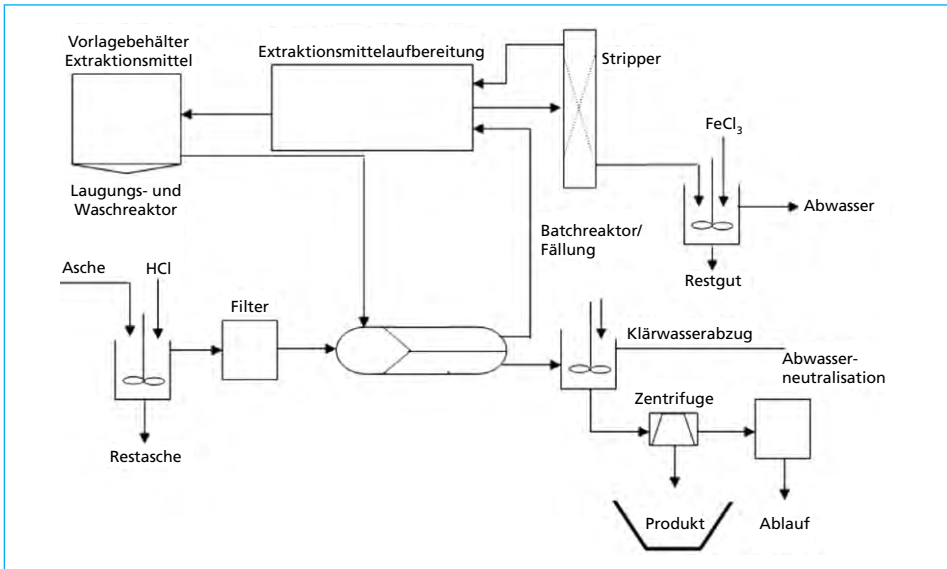 Vorlagebehälter
Extraktionsmittel
Extraktionsmittelaufbereitung
Stripper
FeCl₃
Laugungs- und
Waschreaktor
Abwasser
Batchreaktor/
Fällung
Restgut
Asche
HCl
Filter
Klärwasserabzug
Abwasser-
neutralisation
Zentrifuge
Restasche
Produkt
Ablauf